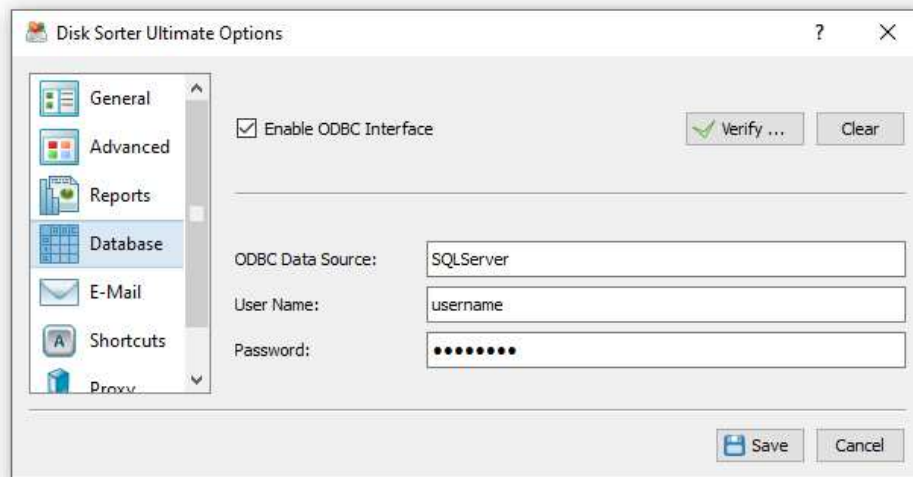 Disk Sorter Ultimate Options
?
General
Advanced
Reports
Database
E-Mail
Shortcuts
A
Proxy
Enable ODBC Interface
Verify ...
Clear
ODBC Data Source:
SQLServer
User Name:
username
Password:
••••••••
Save
Cancel